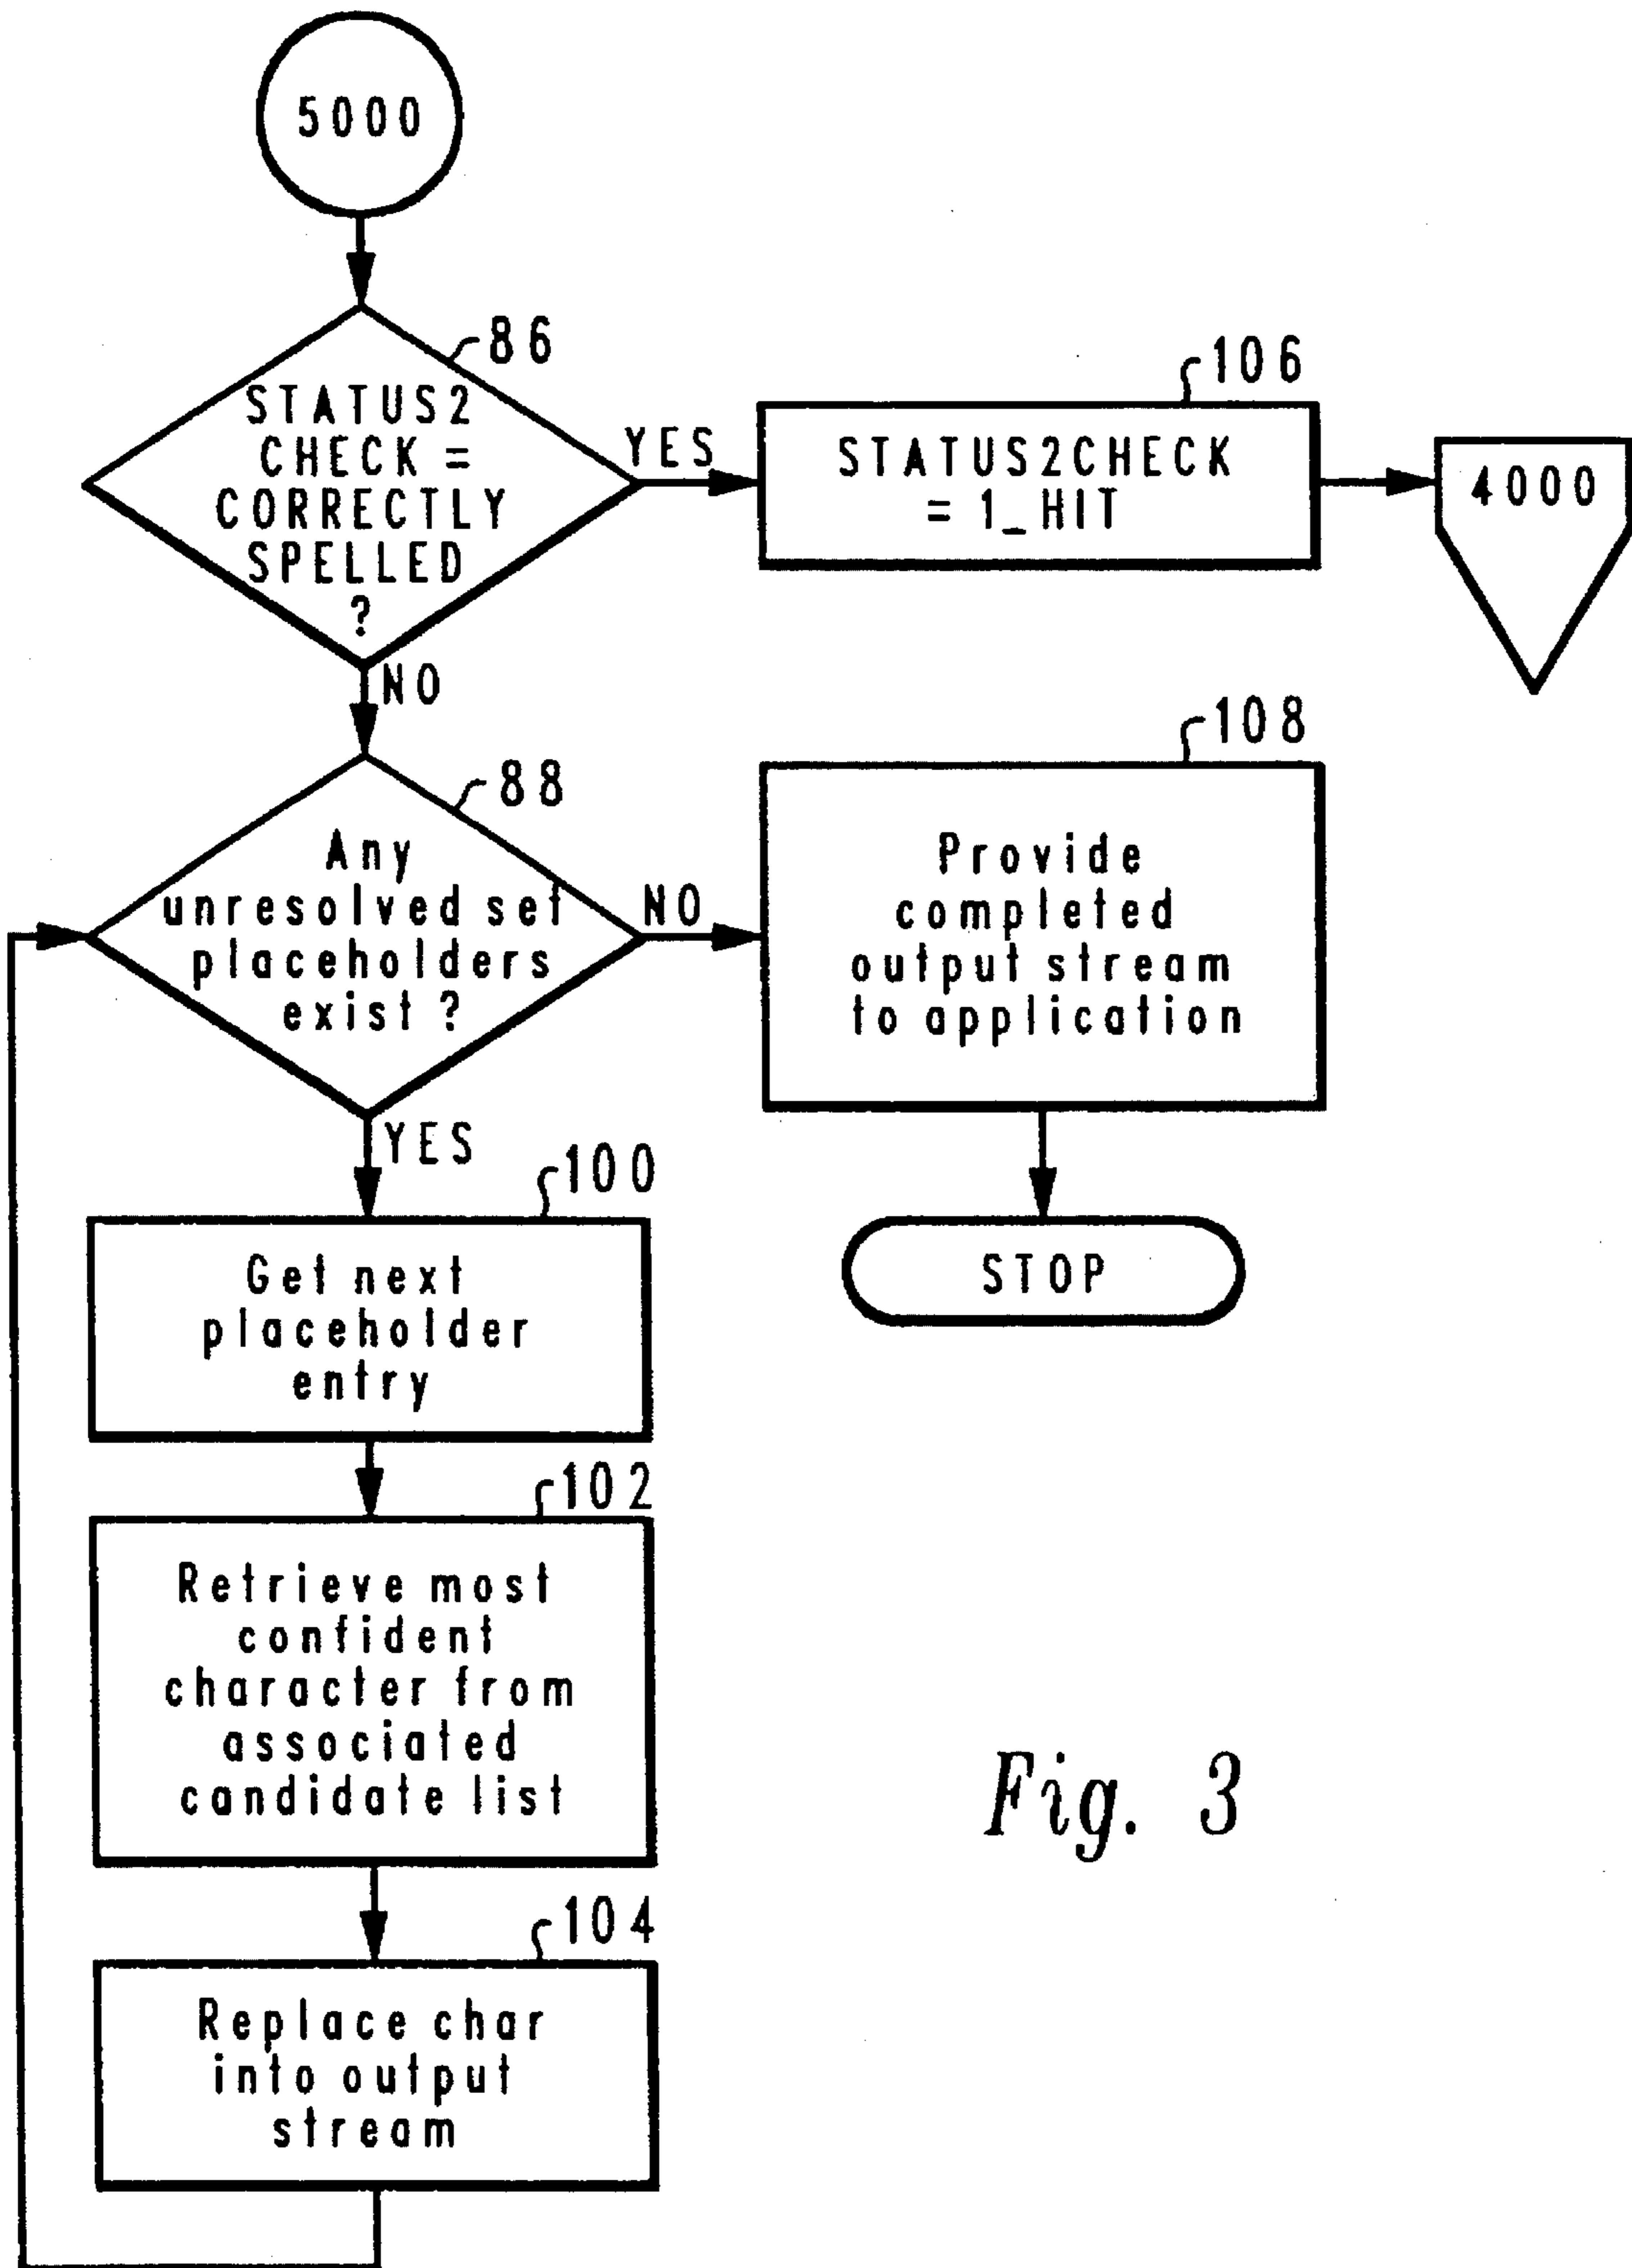 5000
86
STATUS2
CHECK =
CORRECTLY
SPELLED
?
YES
106
STATUS2CHECK
= 1_HIT
4000
NO
88
Any
unresolved set
placeholders
exist ?
NO
108
Provide
completed
output stream
to application
STOP
YES
100
Get next
placeholder
entry
102
Retrieve most
confident
character from
associated
candidate list
104
Replace char
into output
stream
Fig. 3